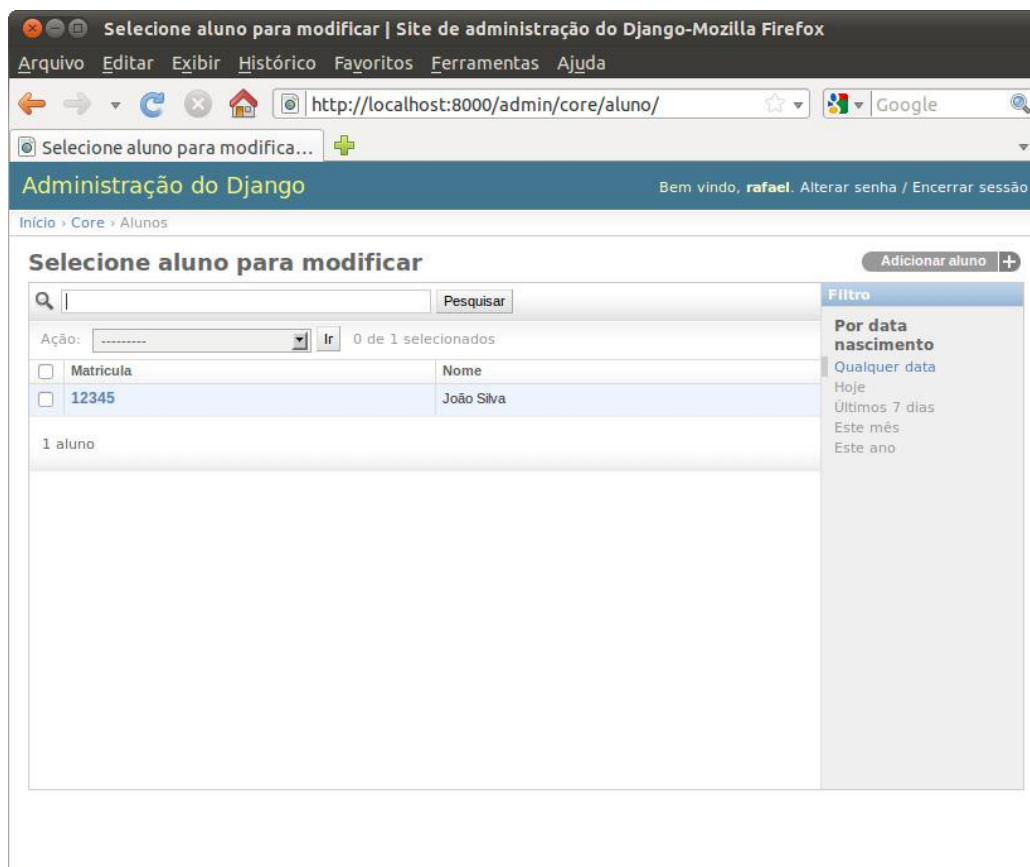 Selecione aluno para modificar | Site de administração do Django-Mozilla Firefox
Arquivo Editar Exibir Histórico Favoritos Ferramentas Ajuda
http://localhost:8000/admin/core/aluno/ Google
Selecione aluno para modifica...
Administração do Django
Bem vindo, rafael. Alterar senha / Encerrar sessão
Início › Core › Alunos
Selecione aluno para modificar
Adicionar aluno +
Pesquisar
Ação: --------- Ir 0 de 1 selecionados
Matricula Nome
12345 João Silva
1 aluno
Filtro
Por data
nascimento
Qualquer data
Hoje
Últimos 7 dias
Este mês
Este ano